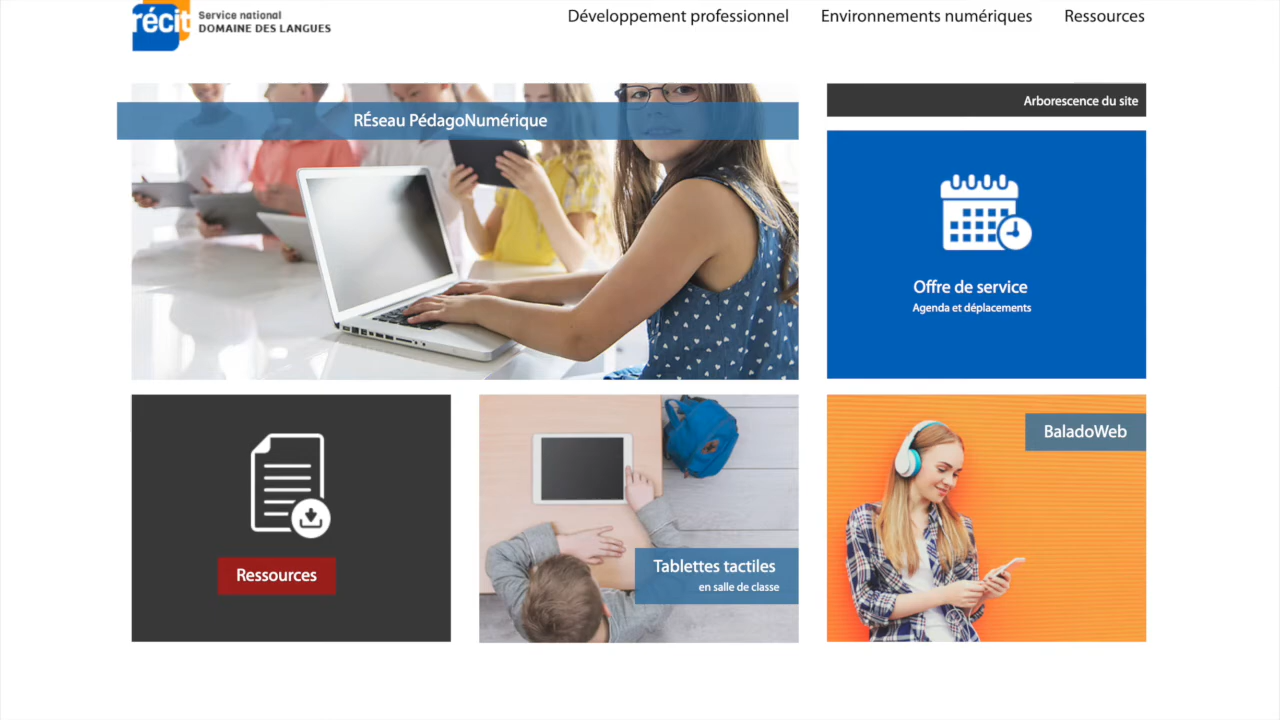 récit
Service national
DOMAINE DES LANGUES
Développement professionnel
Environnements numériques
Ressources
RÉseau PédagoNumérique
Arborescence du site
Offre de service
Agenda et déplacements
Ressources
Tablettes tactiles
en salle de classe
BaladoWeb